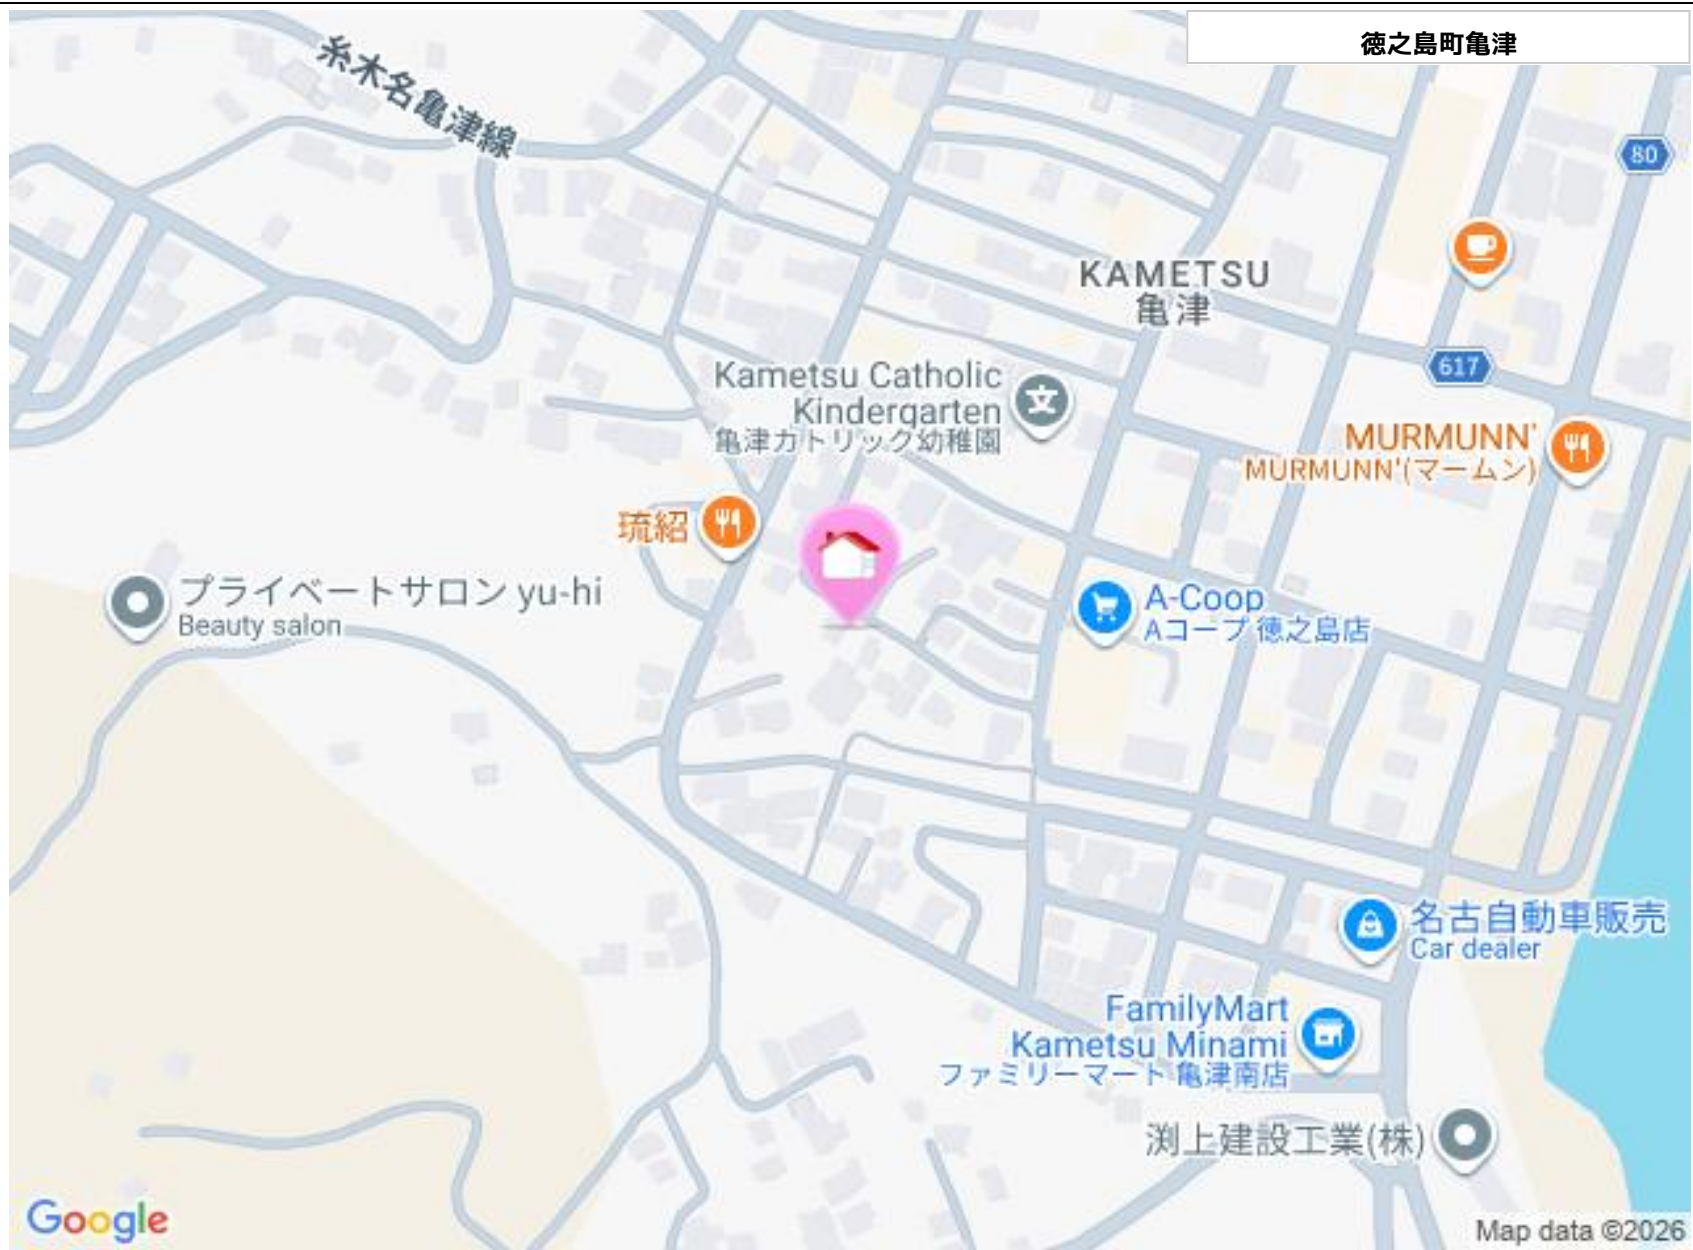 徳之島町亀津
糸木名亀津線
80
KAMETSU
亀津
617
Kametsu Catholic
Kindergarten
亀津カトリック幼稚園
MURMUNN'
MURMUNN'(マームン)
琉紹
プライベートサロン yu-hi
Beauty salon
A-Coop
Aコープ 徳之島店
名古自動車販売
Car dealer
FamilyMart
Kametsu Minami
ファミリーマート 亀津南店
渕上建設工業(株)
Google
Map data ©2026